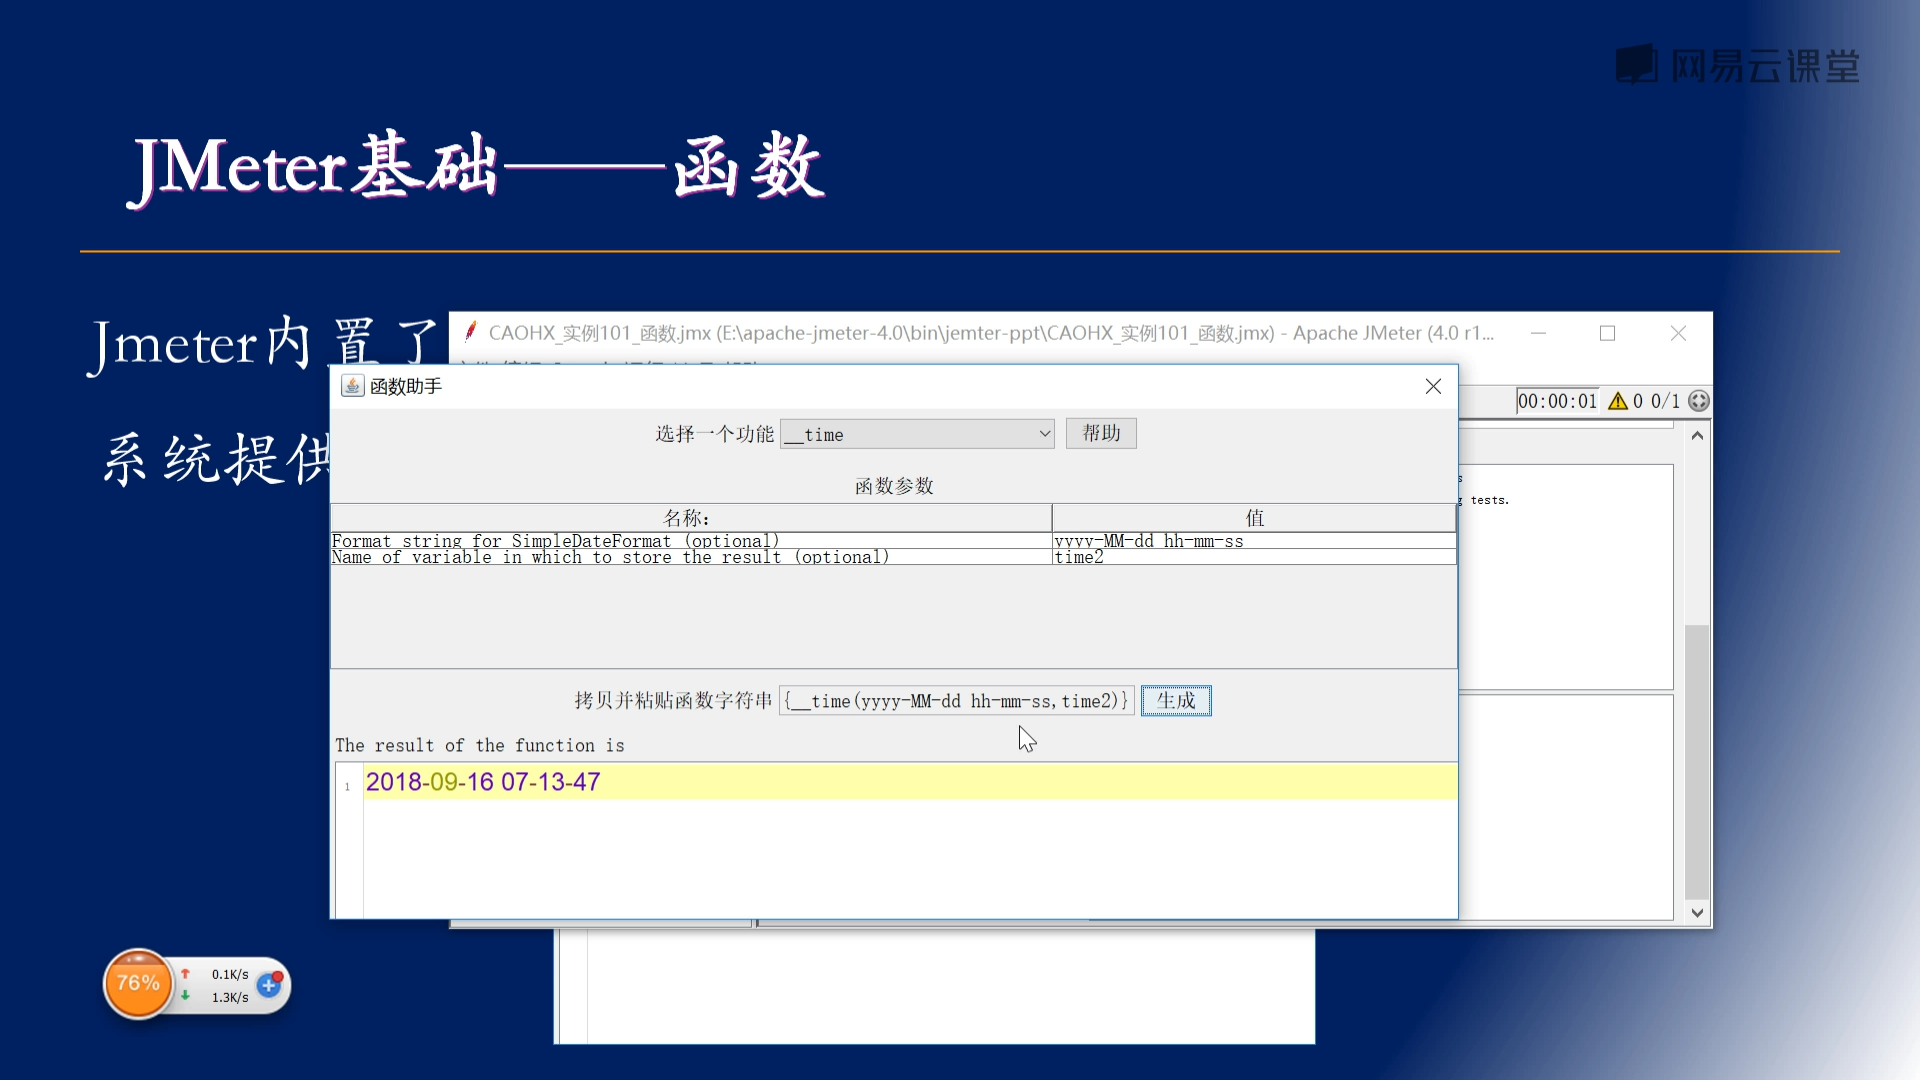 网易云课堂
JMeter基础——函数
Jmeter内置了
系统提供
CAOHX_实例101_函数.jmx (E:\apache-jmeter-4.0\bin\jemter-ppt\CAOHX_实例101_函数.jmx) - Apache JMeter (4.0 r1...
函数助手
00:00:01 0 0/1
选择一个功能 __time 帮助
函数参数
tests.
名称: 值
Format string for SimpleDateFormat (optional) yyyy-MM-dd hh-mm-ss
Name of variable in which to store the result (optional) time2
拷贝并粘贴函数字符串 {__time(yyyy-MM-dd hh-mm-ss,time2)} 生成
The result of the function is
1 2018-09-16 07-13-47
76% 0.1K/s
1.3K/s